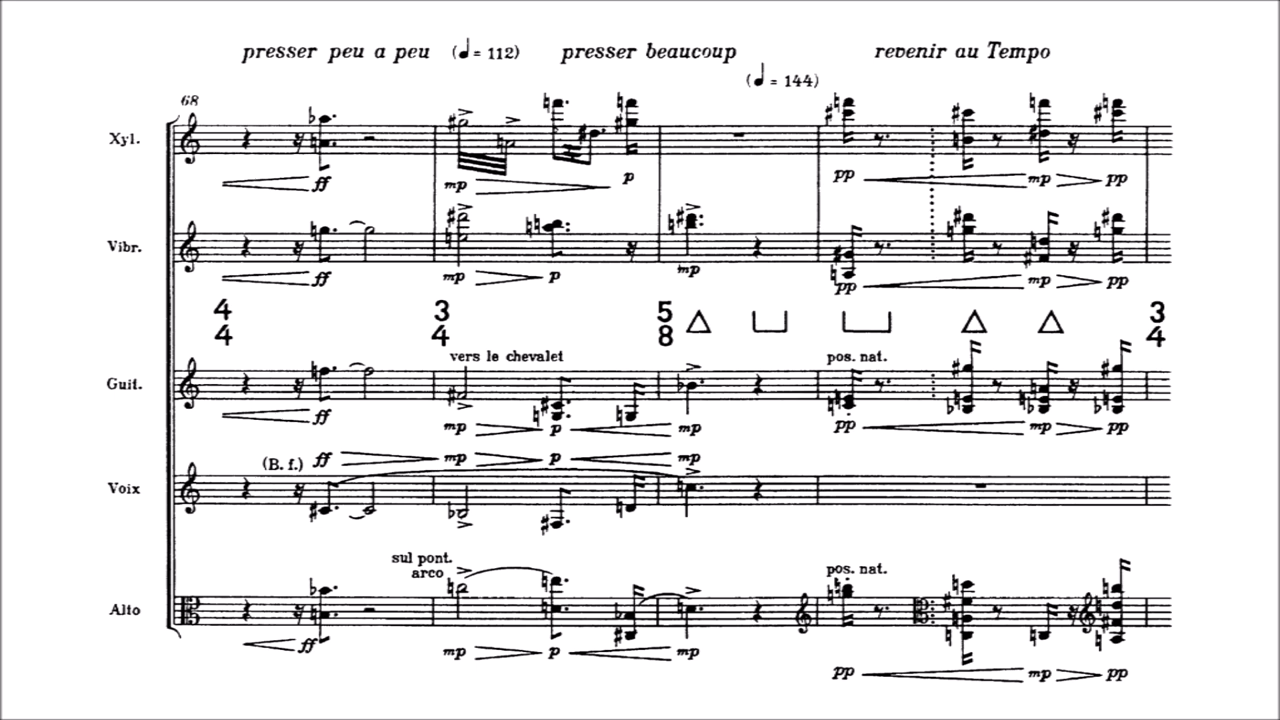 presser peu a peu (♩ = 112) presser beaucoup revenir au Tempo
(♩ = 144)
68
Xyl.
ff mp p pp mp pp
Vibr.
ff mp p mp pp mp pp
4 3 5 3
4 4 8 4
vers le chevalet pos. nat.
Guit.
ff mp p mp pp mp pp
(B. f.) ff mp p mp
Voix
sul pont. pos. nat.
arco
Alto
ff mp p mp pp mp pp